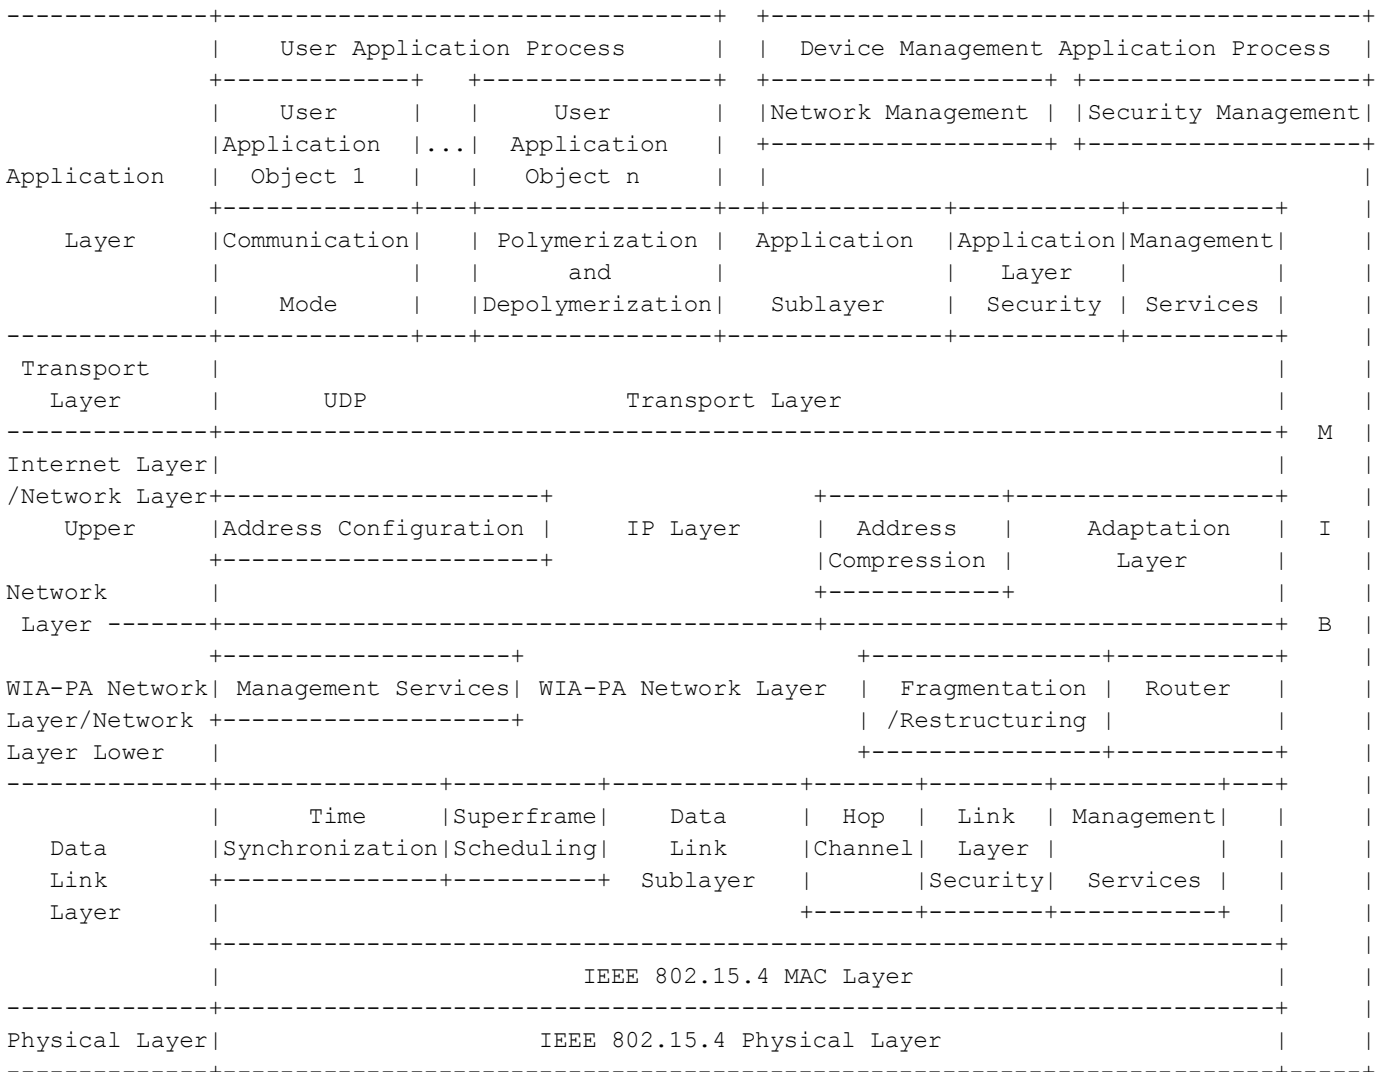 User Application Process Device Management Application Process
User User Network Management Security Management
Application ... Application
Application Object 1 Object n
Layer Communication Polymerization Application Application Management
and Layer
Mode Depolymerization Sublayer Security Services
Transport
Layer UDP Transport Layer
M
Internet Layer
/Network Layer
Upper Address Configuration IP Layer Address Adaptation I
Compression Layer
Network
Layer B
WIA-PA Network Management Services WIA-PA Network Layer Fragmentation Router
Layer/Network /Restructuring
Layer Lower
Time Superframe Data Hop Link Management
Data Synchronization Scheduling Link Channel Layer
Link Sublayer Security Services
Layer
IEEE 802.15.4 MAC Layer
Physical Layer IEEE 802.15.4 Physical Layer